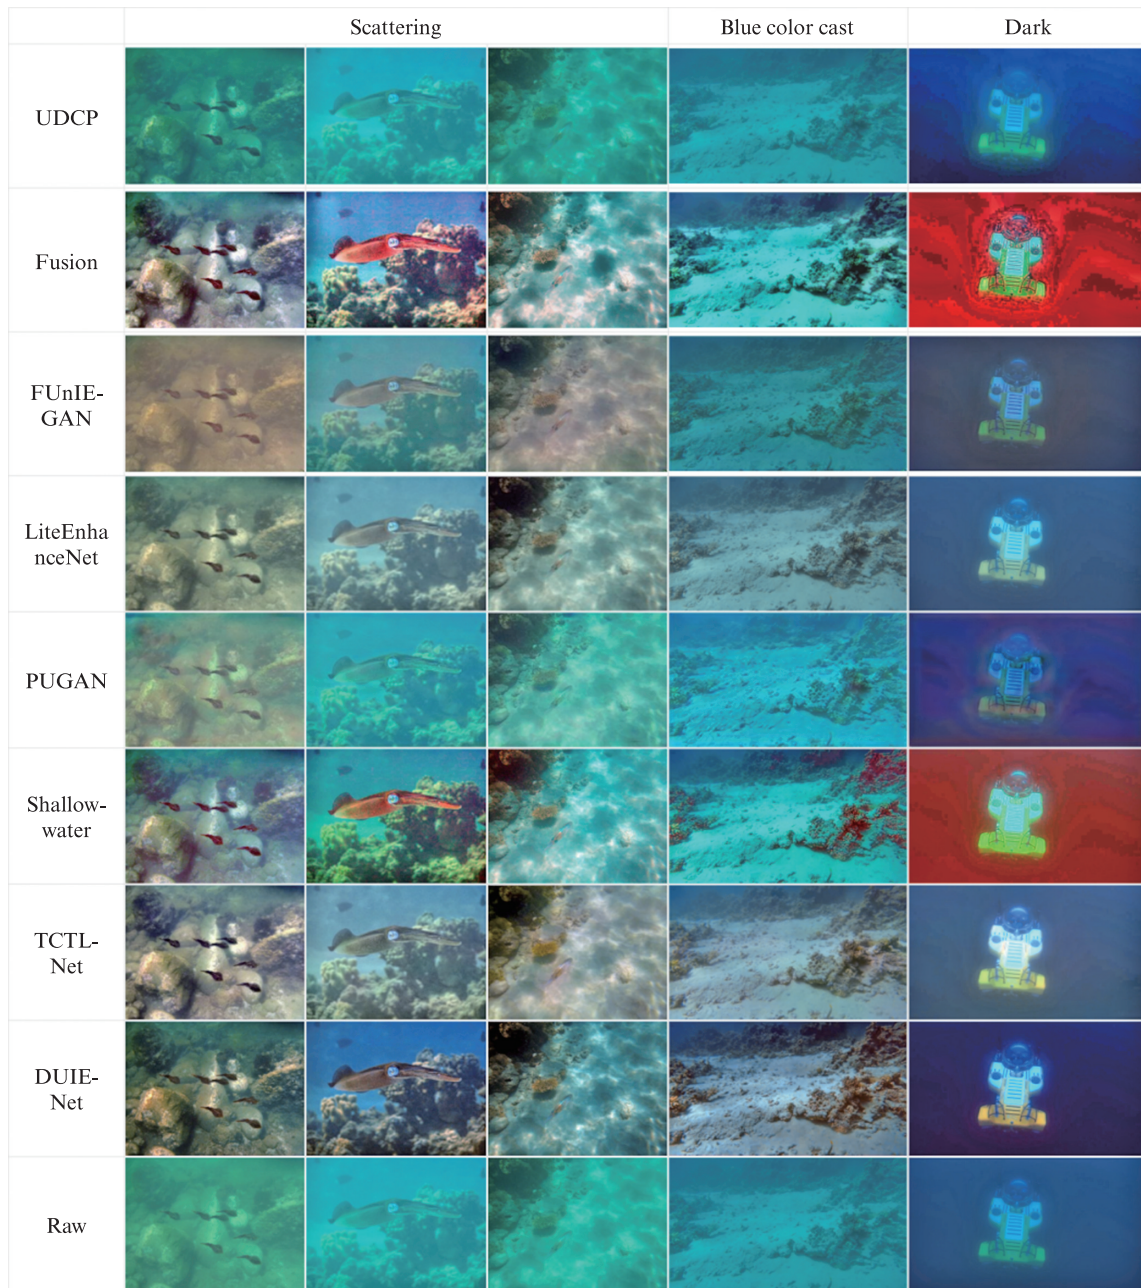 Scattering Blue color cast Dark
UDCP
Fusion
FUnIE-
GAN
LiteEnha
nceNet
PUGAN
Shallow-
water
TCTL-
Net
DUIE-
Net
Raw